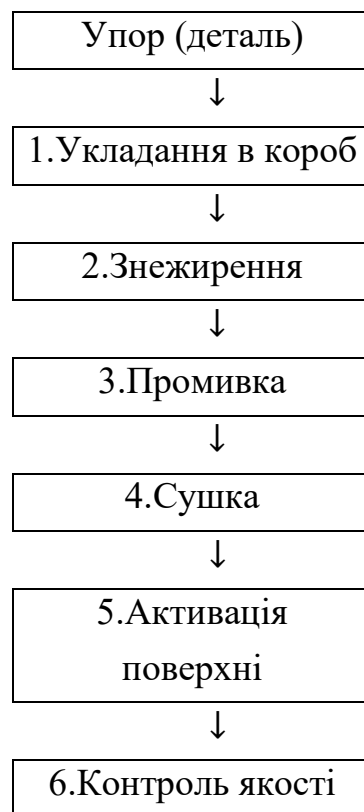 Упор (деталь)
↓
1.Укладання в короб
↓
2.Знежирення
↓
3.Промивка
↓
4.Сушка
↓
5.Активація
поверхні
↓
6.Контроль якості